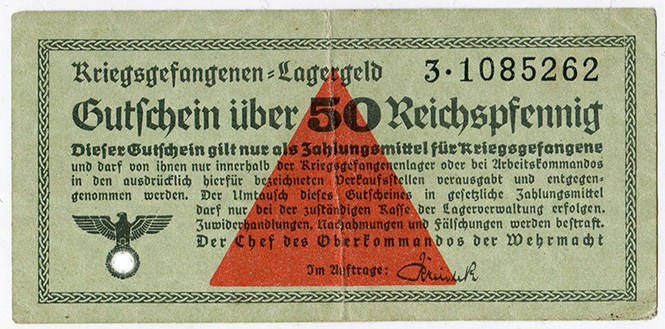 Kriegsgefangenen-Lagergeld 3·1085262
Gutschein über 50 Reichspfennig
Dieser Gutschein gilt nur als Zahlungsmittel für Kriegsgefangene
und darf von ihnen nur innerhalb der Kriegsgefangenenlager oder bei Arbeitskommandos
in den ausdrücklich hierfür bezeichneten Verkaufsstellen verausgabt und entgegen-
genommen werden. Der Umtausch dieses Gutscheines in gesetzliche Zahlungsmittel
darf nur bei der zuständigen Kasse der Lagerverwaltung erfolgen.
Zuwiderhandlungen, Nachahmungen und Fälschungen werden bestraft.
Der Chef des Oberkommandos der Wehrmacht
Im Auftrage: